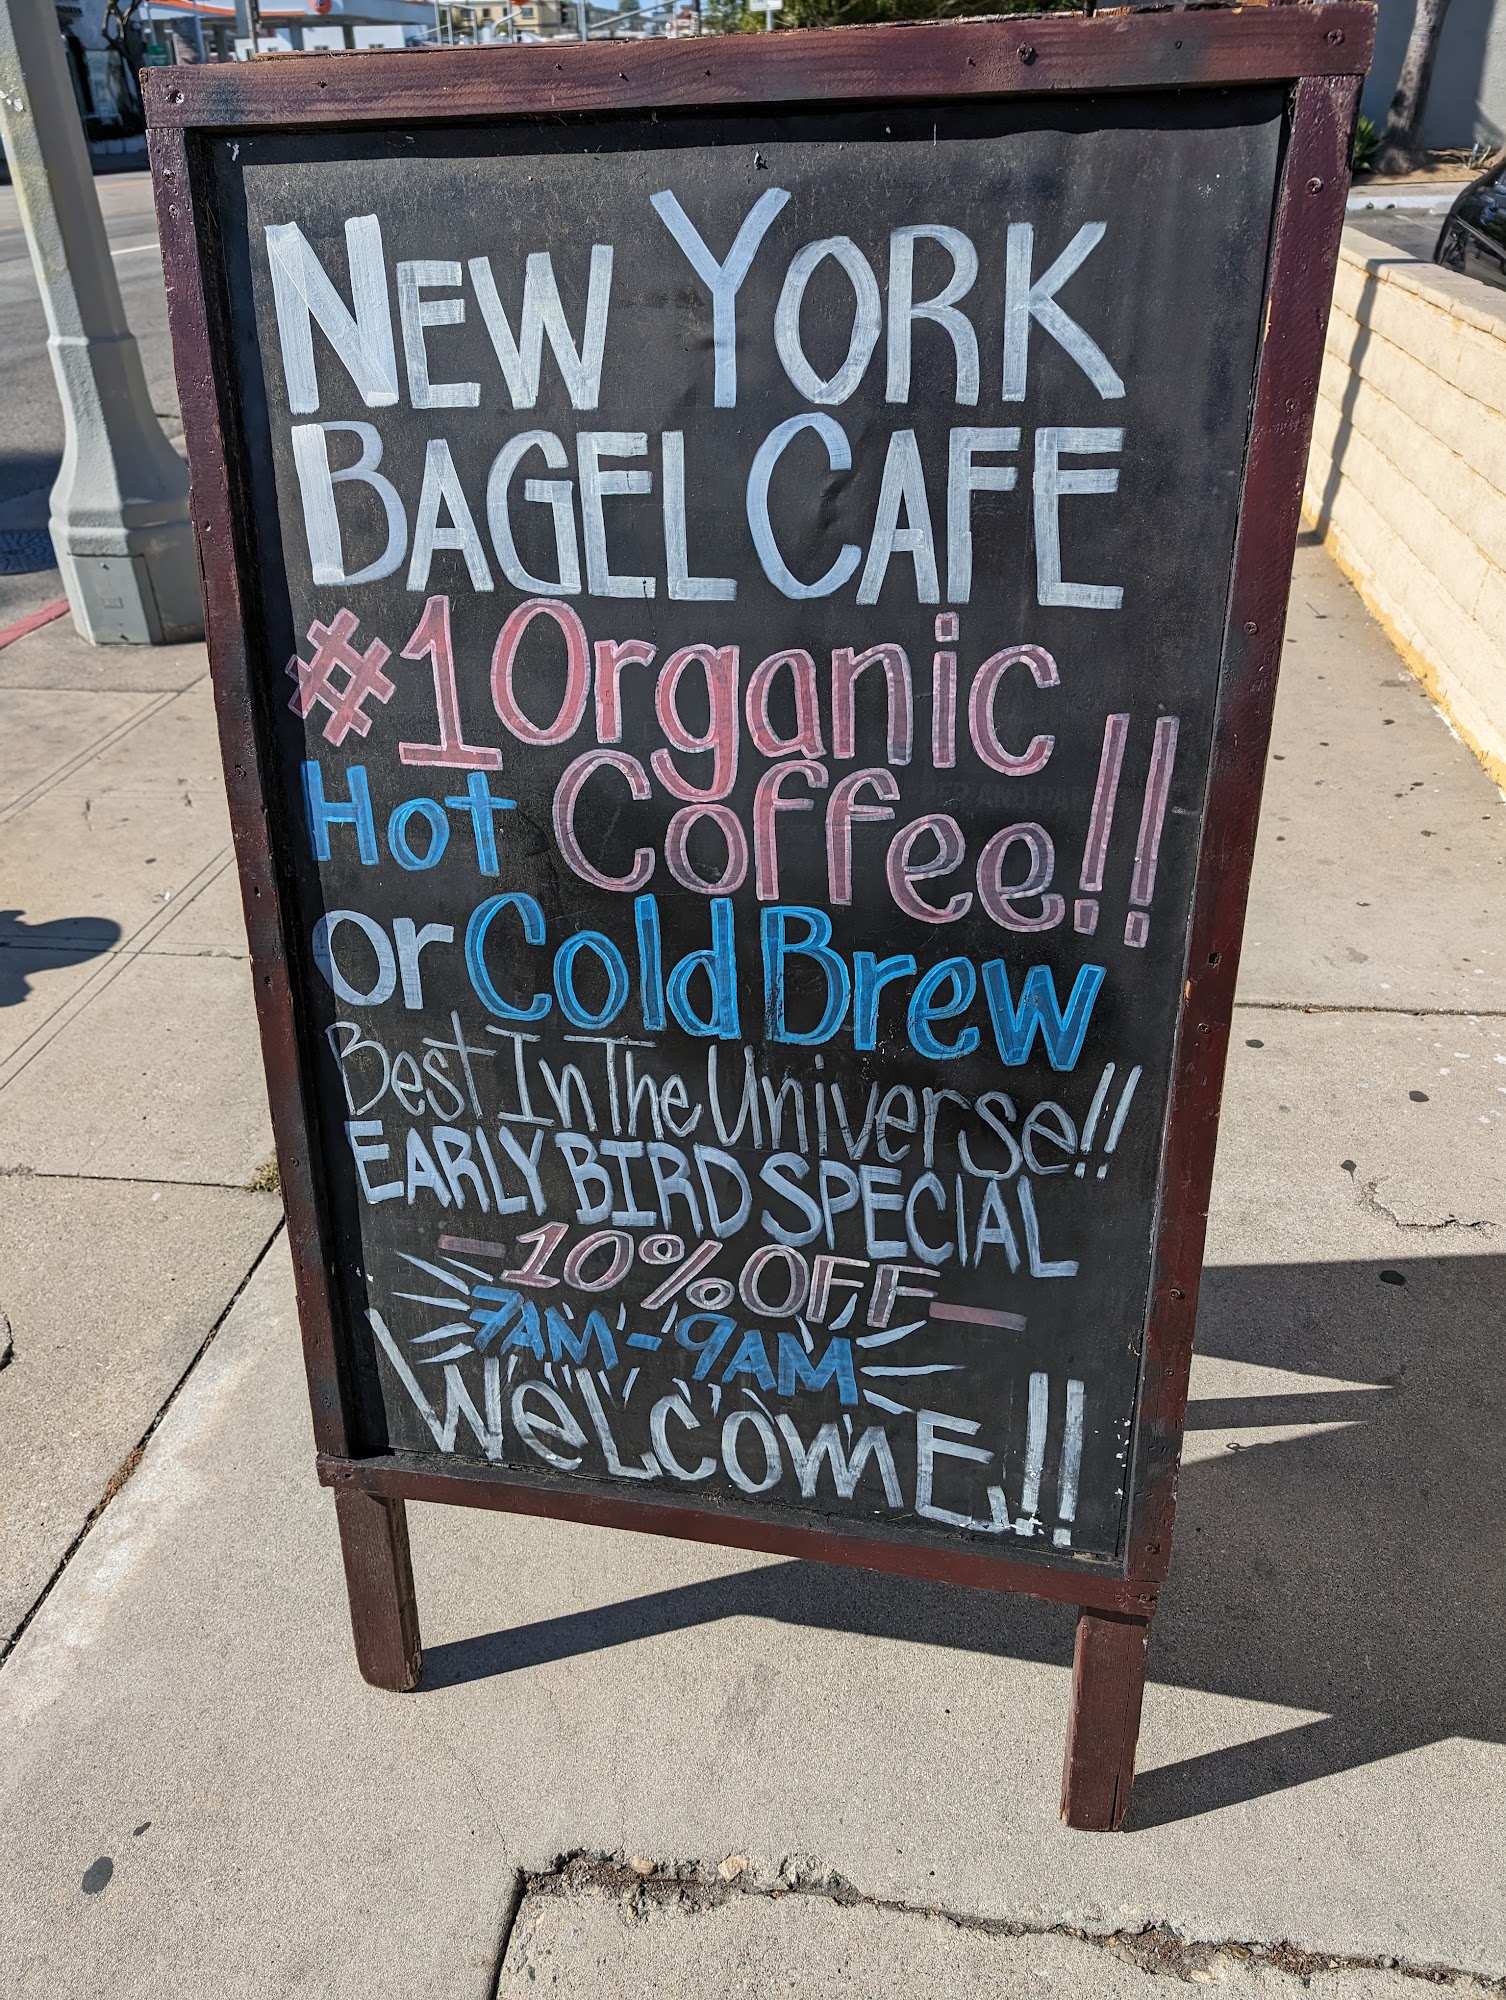 NEW YORK
BAGEL CAFE
#1 Organic
Hot Coffee!!
or Cold Brew
Best In The Universe!!
EARLY BIRD SPECIAL
- 10% OFF -
7AM - 9AM
WeLcomE!!